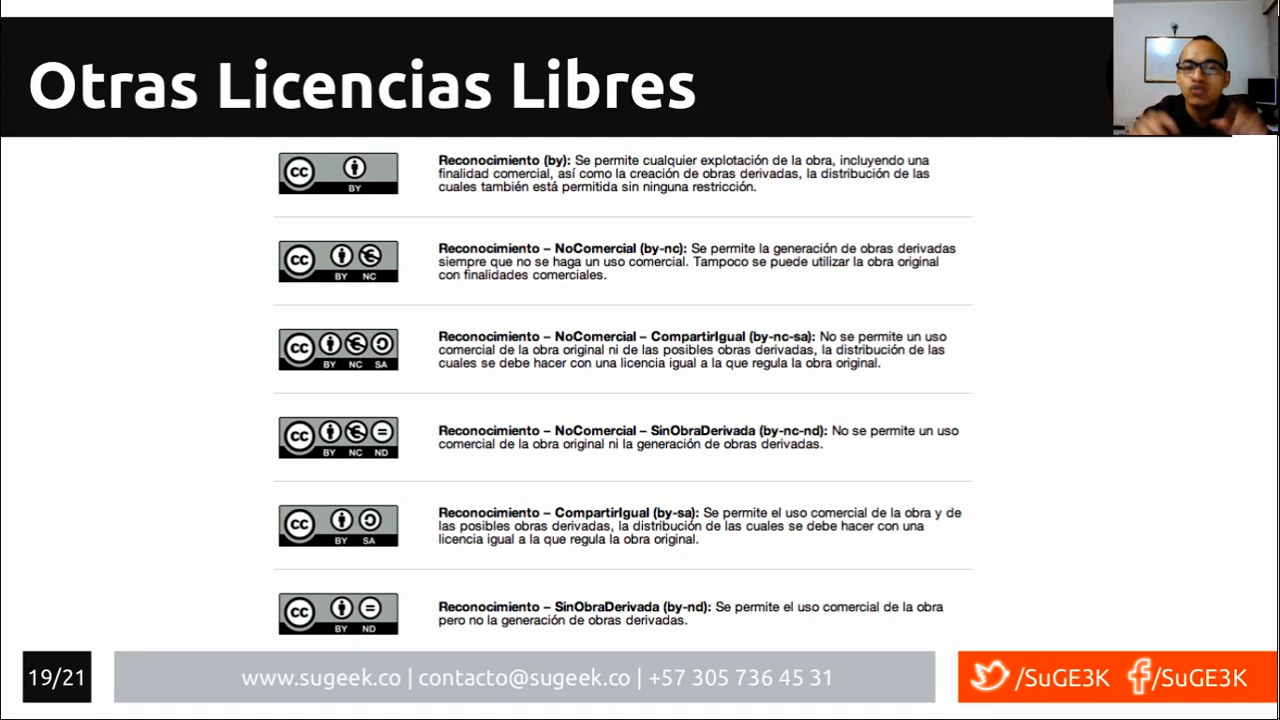 Otras Licencias Libres
cc BY
Reconocimiento (by): Se permite cualquier explotación de la obra, incluyendo una
finalidad comercial, así como la creación de obras derivadas, la distribución de las
cuales también está permitida sin ninguna restricción.
cc BY NC
Reconocimiento – NoComercial (by-nc): Se permite la generación de obras derivadas
siempre que no se haga un uso comercial. Tampoco se puede utilizar la obra original
con finalidades comerciales.
cc BY NC SA
Reconocimiento – NoComercial – CompartirIgual (by-nc-sa): No se permite un uso
comercial de la obra original ni de las posibles obras derivadas, la distribución de las
cuales se debe hacer con una licencia igual a la que regula la obra original.
cc BY NC ND
Reconocimiento – NoComercial – SinObraDerivada (by-nc-nd): No se permite un uso
comercial de la obra original ni la generación de obras derivadas.
cc BY SA
Reconocimiento – CompartirIgual (by-sa): Se permite el uso comercial de la obra y de
las posibles obras derivadas, la distribución de las cuales se debe hacer con una
licencia igual a la que regula la obra original.
cc BY ND
Reconocimiento – SinObraDerivada (by-nd): Se permite el uso comercial de la obra
pero no la generación de obras derivadas.
19/21
www.sugeek.co | contacto@sugeek.co | +57 305 736 45 31
/SuGE3K
/SuGE3K